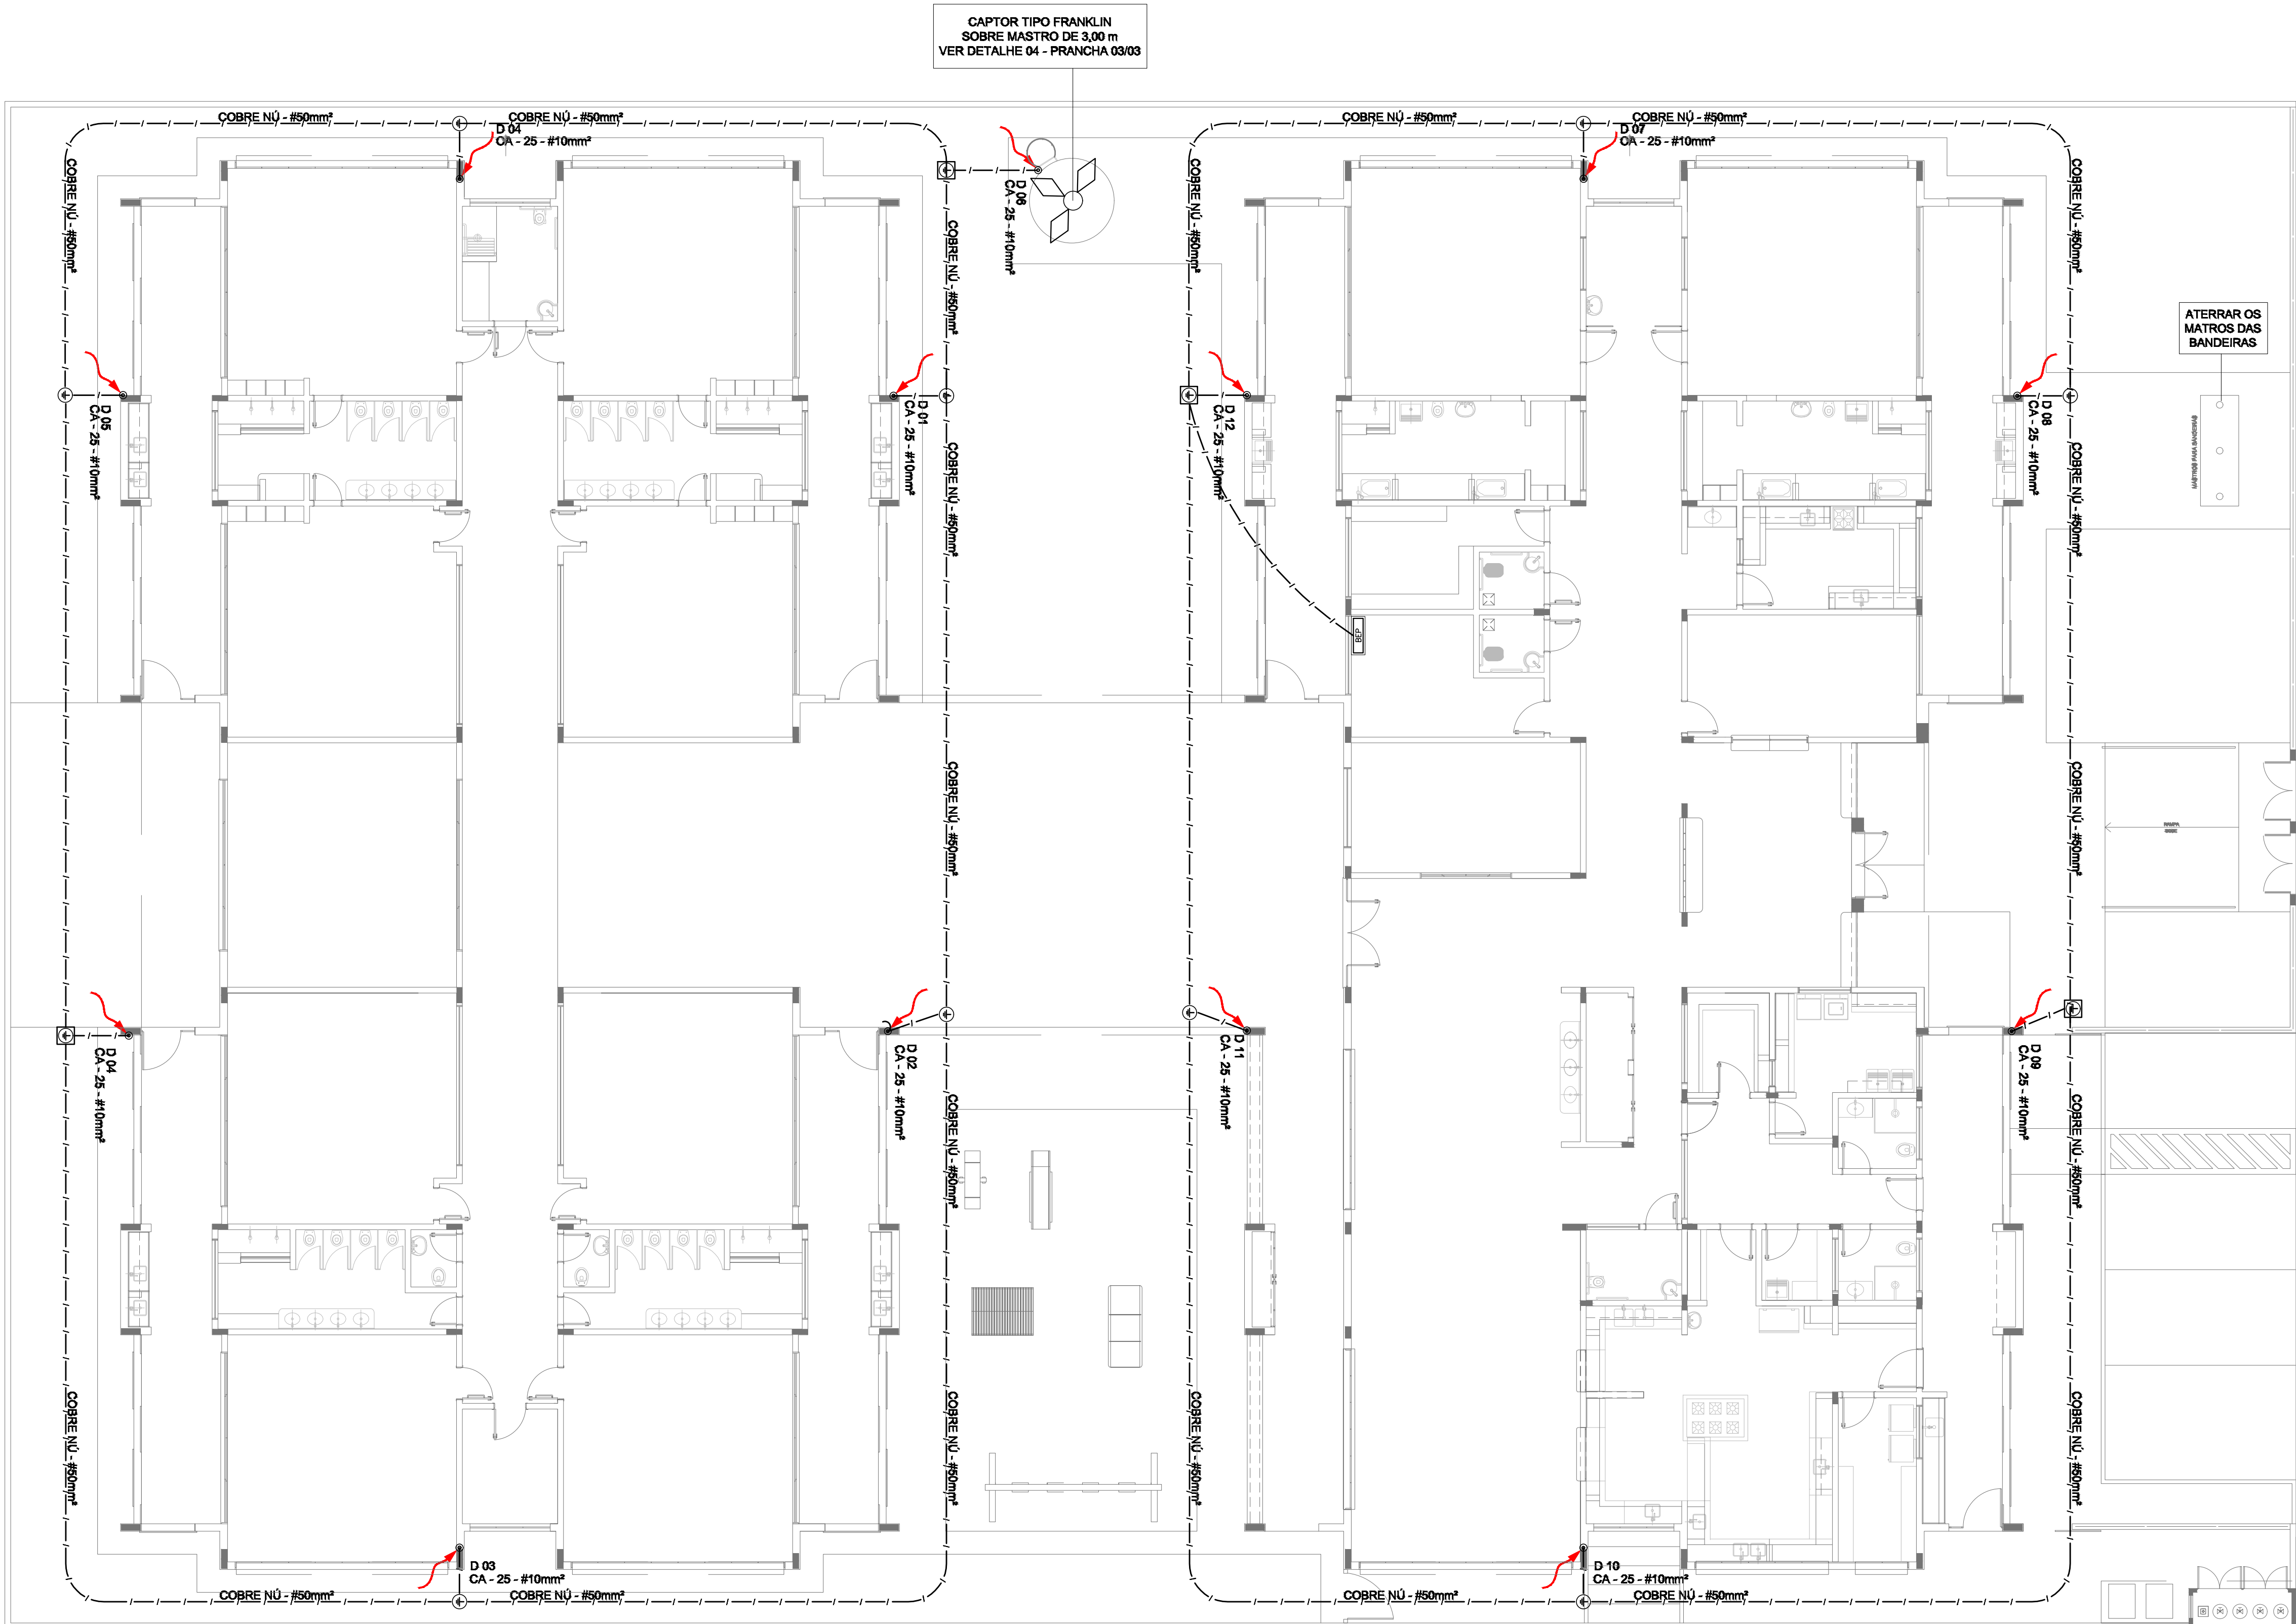 CAPTOR TIPO FRANKLIN
SOBRE MASTRO DE 3,00 m
VER DETALHE 04 - PRANCHA 03/03
COBRE NÚ - #50mm²
COBRE NÚ - #50mm²
D 04
CA - 25 - #10mm²
COBRE NÚ - #50mm²
COBRE NÚ - #50mm²
D 07
CA - 25 - #10mm²
COBRE NÚ - #50mm²
COBRE NÚ - #50mm²
D 06
CA - 25 - #10mm²
COBRE NÚ - #50mm²
COBRE NÚ - #50mm²
ATERRAR OS
MATROS DAS
BANDEIRAS
D 05
CA - 25 - #10mm²
D 01
CA - 25 - #10mm²
D 12
CA - 25 - #10mm²
D 08
CA - 25 - #10mm²
MATROS PARA BANDEIRAS
COBRE NÚ - #50mm²
COBRE NÚ - #50mm²
BEP
COBRE NÚ - #50mm²
COBRE NÚ - #50mm²
RAMPA
D 04
CA - 25 - #10mm²
D 02
CA - 25 - #10mm²
D 11
CA - 25 - #10mm²
D 09
CA - 25 - #10mm²
COBRE NÚ - #50mm²
COBRE NÚ - #50mm²
COBRE NÚ - #50mm²
COBRE NÚ - #50mm²
COBRE NÚ - #50mm²
COBRE NÚ - #50mm²
D 03
CA - 25 - #10mm²
D 10
CA - 25 - #10mm²
COBRE NÚ - #50mm²
COBRE NÚ - #50mm²
COBRE NÚ - #50mm²
COBRE NÚ - #50mm²